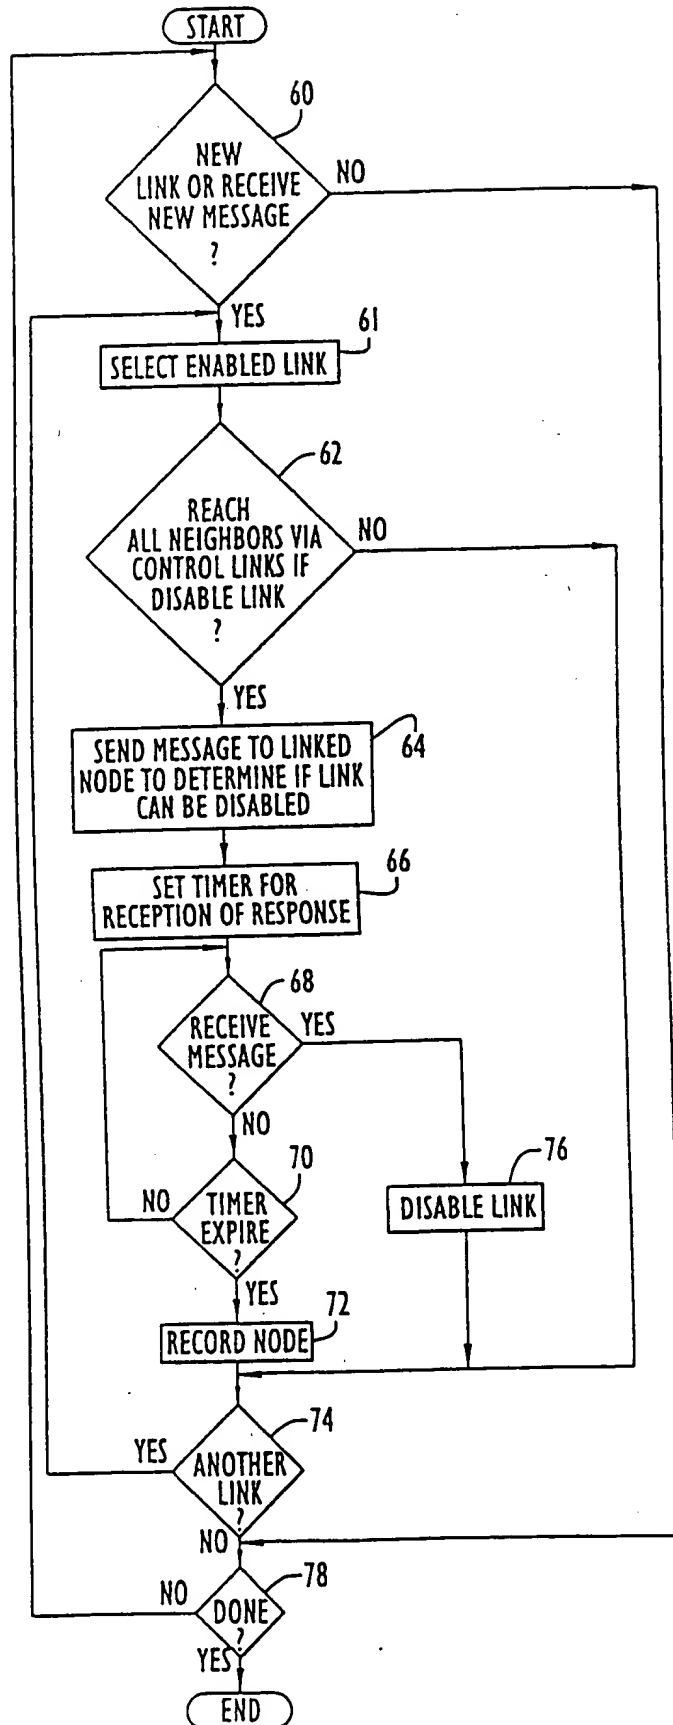 START
60
NEW
LINK OR RECEIVE
NEW MESSAGE
?
NO
YES
61
SELECT ENABLED LINK
62
REACH
ALL NEIGHBORS VIA
CONTROL LINKS IF
DISABLE LINK
?
NO
YES
SEND MESSAGE TO LINKED
NODE TO DETERMINE IF LINK
CAN BE DISABLED
64
66
SET TIMER FOR
RECEPTION OF RESPONSE
68
RECEIVE
MESSAGE
?
YES
NO
70
TIMER
EXPIRE
?
NO
YES
76
DISABLE LINK
72
RECORD NODE
74
ANOTHER
LINK
?
YES
NO
78
DONE
?
NO
YES
END